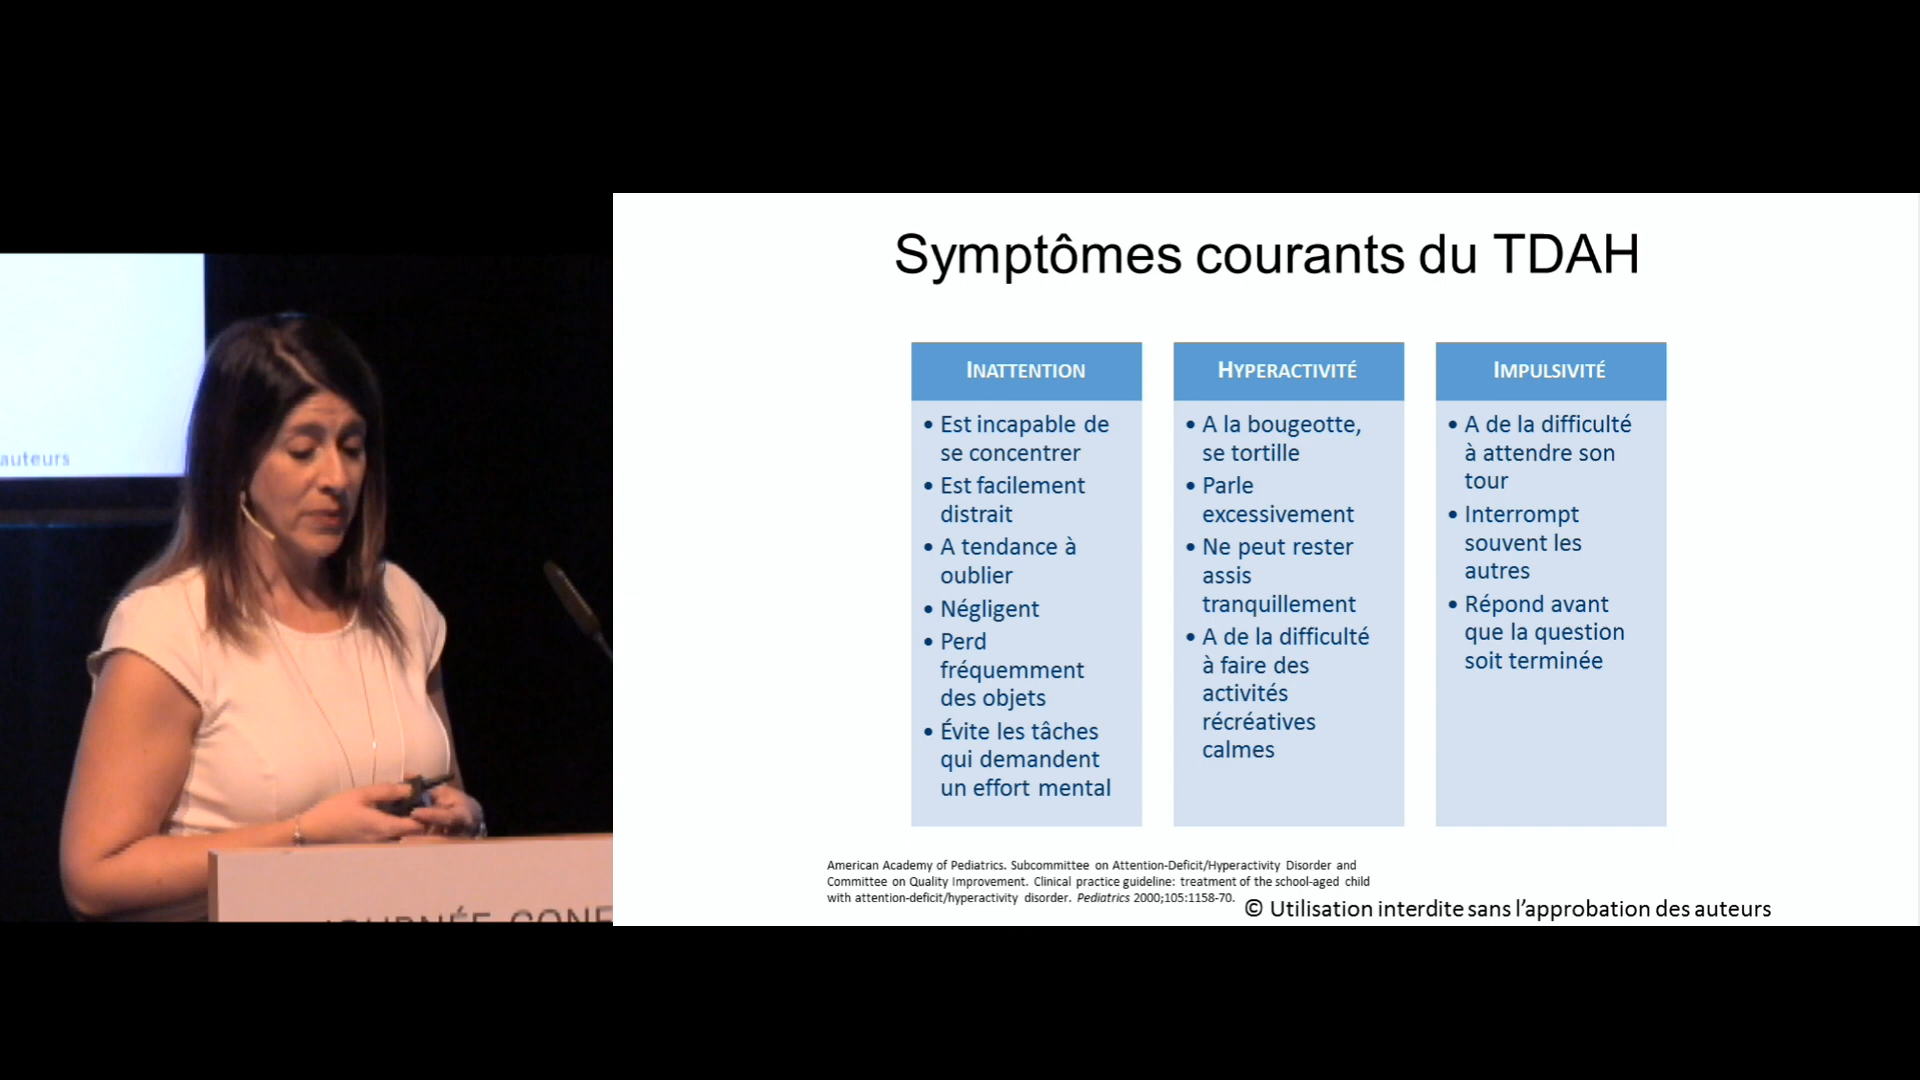 auteurs
JOURNÉE CONF
Symptômes courants du TDAH
INATTENTION
• Est incapable de
se concentrer
• Est facilement
distrait
• A tendance à
oublier
• Négligent
• Perd
fréquemment
des objets
• Évite les tâches
qui demandent
un effort mental
HYPERACTIVITÉ
• A la bougeotte,
se tortille
• Parle
excessivement
• Ne peut rester
assis
tranquillement
• A de la difficulté
à faire des
activités
récréatives
calmes
IMPULSIVITÉ
• A de la difficulté
à attendre son
tour
• Interrompt
souvent les
autres
• Répond avant
que la question
soit terminée
American Academy of Pediatrics. Subcommittee on Attention-Deficit/Hyperactivity Disorder and
Committee on Quality Improvement. Clinical practice guideline: treatment of the school-aged child
with attention-deficit/hyperactivity disorder. Pediatrics 2000;105:1158-70.
© Utilisation interdite sans l’approbation des auteurs